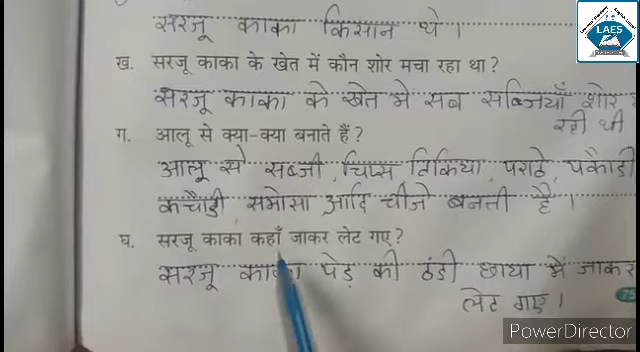 सरजू काका किसान थे ।
ख. सरजू काका के खेत में कौन शोर मचा रहा था ?
सरजू काका के खेत मे सब सब्जियाँ शोर
रही थी
ग. आलू से क्या-क्या बनाते हैं ?
आलू से सब्जी, चिप्स टिकिया, पराठे, पकौडी
कचौड़ी, समोसा आदि चीजे बनती है ।
घ. सरजू काका कहाँ जाकर लेट गए ?
सरजू काका पेड़ की ठंडी छाया में जाकर
लेट गए ।
LAES
PowerDirector